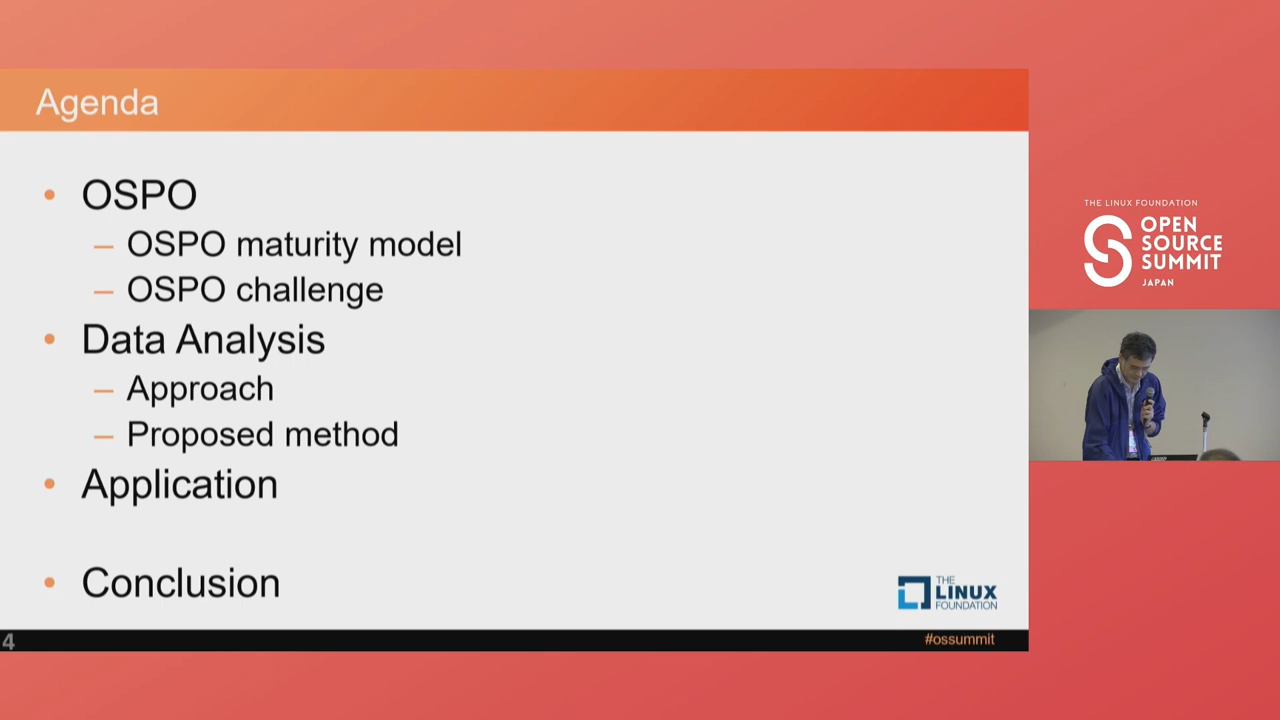 Agenda
• OSPO
– OSPO maturity model
– OSPO challenge
• Data Analysis
– Approach
– Proposed method
• Application
• Conclusion
THE
LINUX
FOUNDATION
4
#ossummit
THE LINUX FOUNDATION
OPEN
SOURCE
SUMMIT
JAPAN